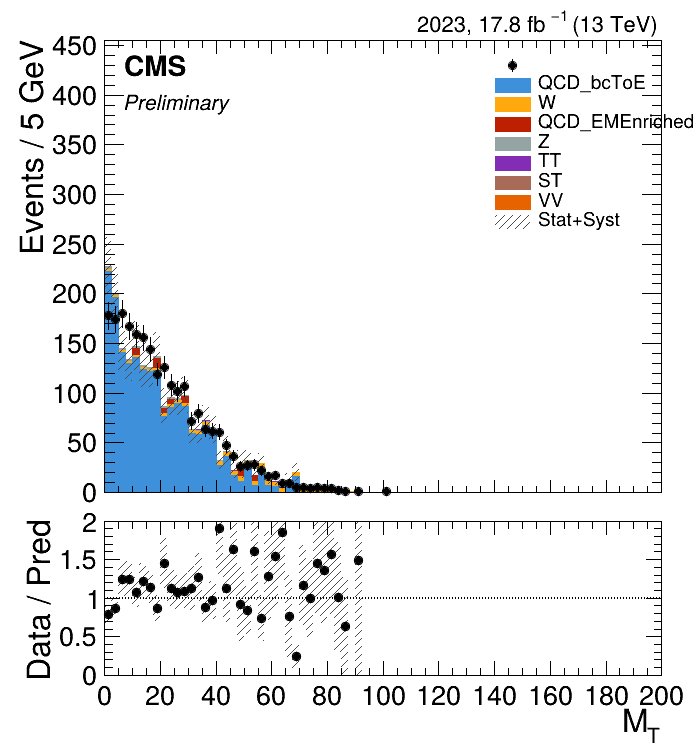 2023, 17.8 fb⁻¹ (13 TeV)
Events / 5 GeV
450
400
350
300
250
200
150
100
50
0
CMS
Preliminary
QCD_bcToE
W
QCD_EMEnriched
Z
TT
ST
VV
Stat+Syst
Data / Pred
2
1.5
1
0.5
0
0 20 40 60 80 100 120 140 160 180 200
M_T